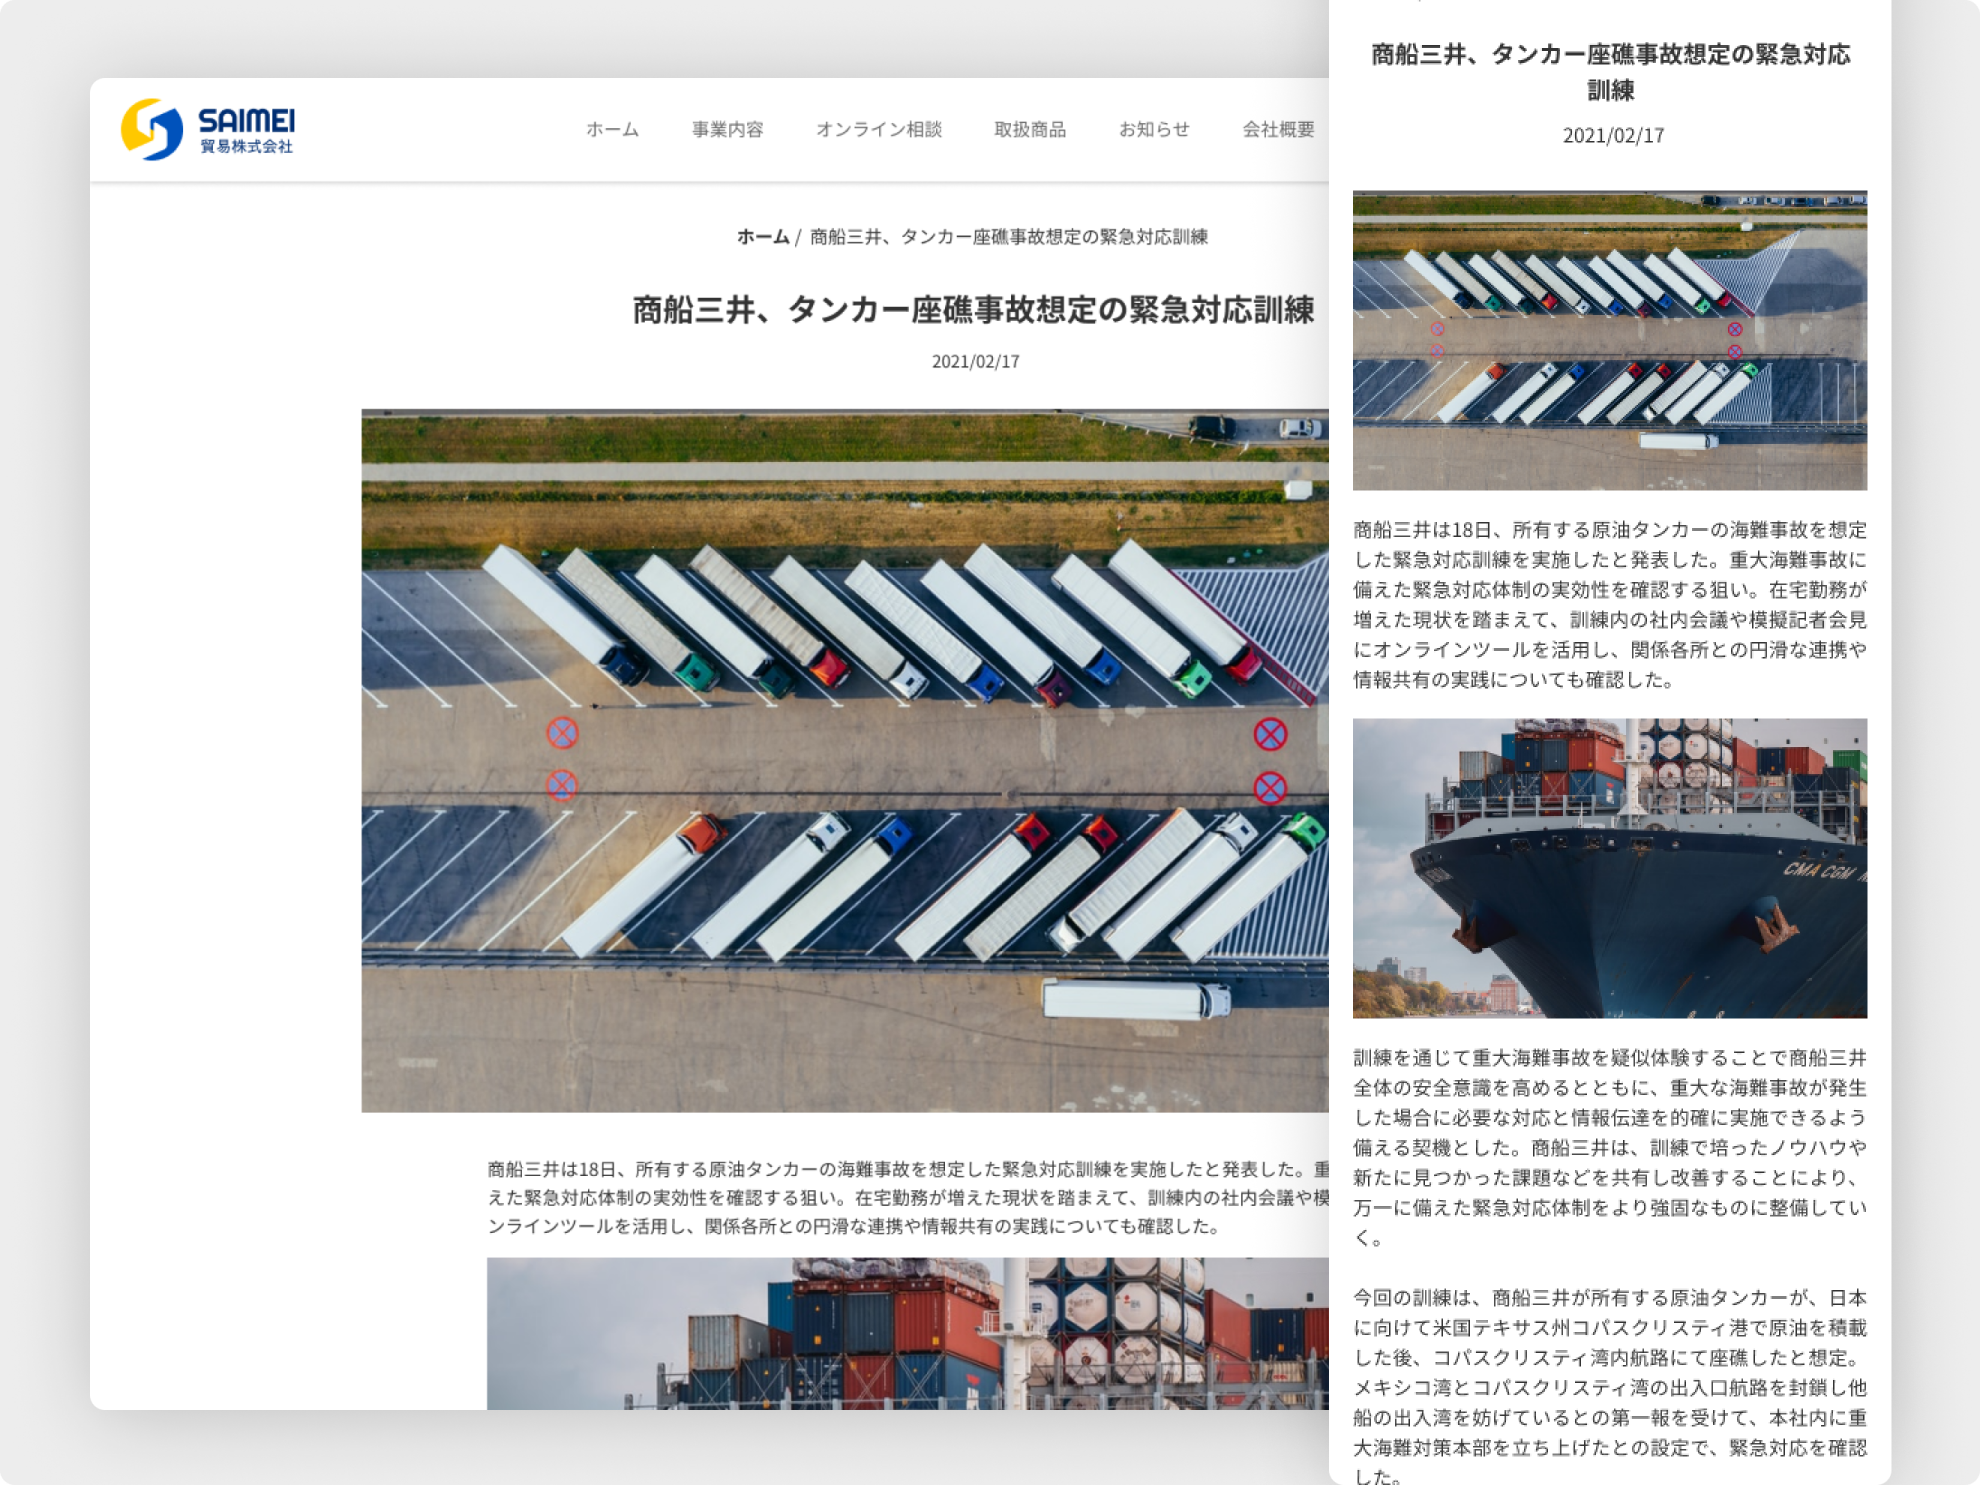 SAIMEI
貿易株式会社
ホーム
事業内容
オンライン相談
取扱商品
お知らせ
会社概要
ホーム / 商船三井、タンカー座礁事故想定の緊急対応訓練
商船三井、タンカー座礁事故想定の緊急対応訓練
2021/02/17
商船三井は18日、所有する原油タンカーの海難事故を想定した緊急対応訓練を実施したと発表した。重
えた緊急対応体制の実効性を確認する狙い。在宅勤務が増えた現状を踏まえて、訓練内の社内会議や模
ンラインツールを活用し、関係各所との円滑な連携や情報共有の実践についても確認した。
商船三井、タンカー座礁事故想定の緊急対応
訓練
2021/02/17
商船三井は18日、所有する原油タンカーの海難事故を想定
した緊急対応訓練を実施したと発表した。重大海難事故に
備えた緊急対応体制の実効性を確認する狙い。在宅勤務が
増えた現状を踏まえて、訓練内の社内会議や模擬記者会見
にオンラインツールを活用し、関係各所との円滑な連携や
情報共有の実践についても確認した。
CMA CGM
訓練を通じて重大海難事故を疑似体験することで商船三井
全体の安全意識を高めるとともに、重大な海難事故が発生
した場合に必要な対応と情報伝達を的確に実施できるよう
備える契機とした。商船三井は、訓練で培ったノウハウや
新たに見つかった課題などを共有し改善することにより、
万一に備えた緊急対応体制をより強固なものに整備してい
く。
今回の訓練は、商船三井が所有する原油タンカーが、日本
に向けて米国テキサス州コパスクリスティ港で原油を積載
した後、コパスクリスティ湾内航路にて座礁したと想定。
メキシコ湾とコパスクリスティ湾の出入口航路を封鎖し他
船の出入湾を妨げているとの第一報を受けて、本社内に重
大海難対策本部を立ち上げたとの設定で、緊急対応を確認
した。